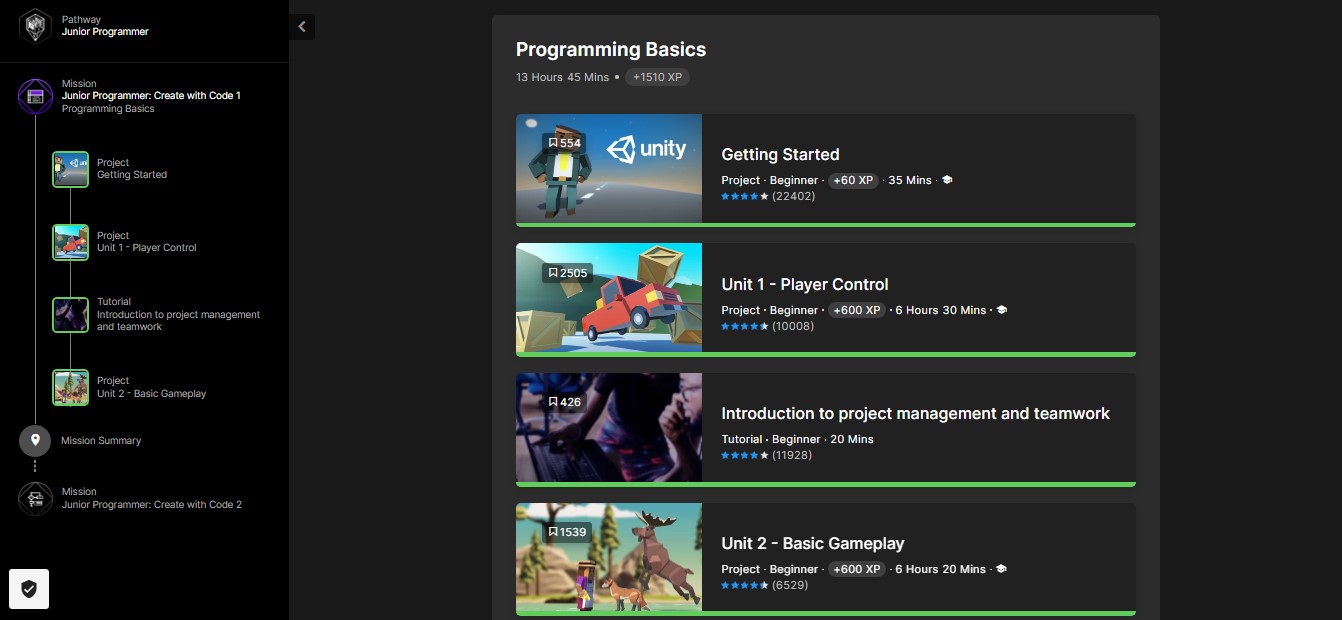 Pathway
Junior Programmer
Mission
Junior Programmer: Create with Code 1
Programming Basics
Project
Getting Started
Project
Unit 1 - Player Control
Tutorial
Introduction to project management
and teamwork
Project
Unit 2 - Basic Gameplay
Mission Summary
Mission
Junior Programmer: Create with Code 2
Programming Basics
13 Hours 45 Mins • +1510 XP
554
unity
Getting Started
Project · Beginner · +60 XP · 35 Mins ·
(22402)
2505
Unit 1 - Player Control
Project · Beginner · +600 XP · 6 Hours 30 Mins ·
(10008)
426
Introduction to project management and teamwork
Tutorial · Beginner · 20 Mins
(11928)
1539
Unit 2 - Basic Gameplay
Project · Beginner · +600 XP · 6 Hours 20 Mins ·
(6529)